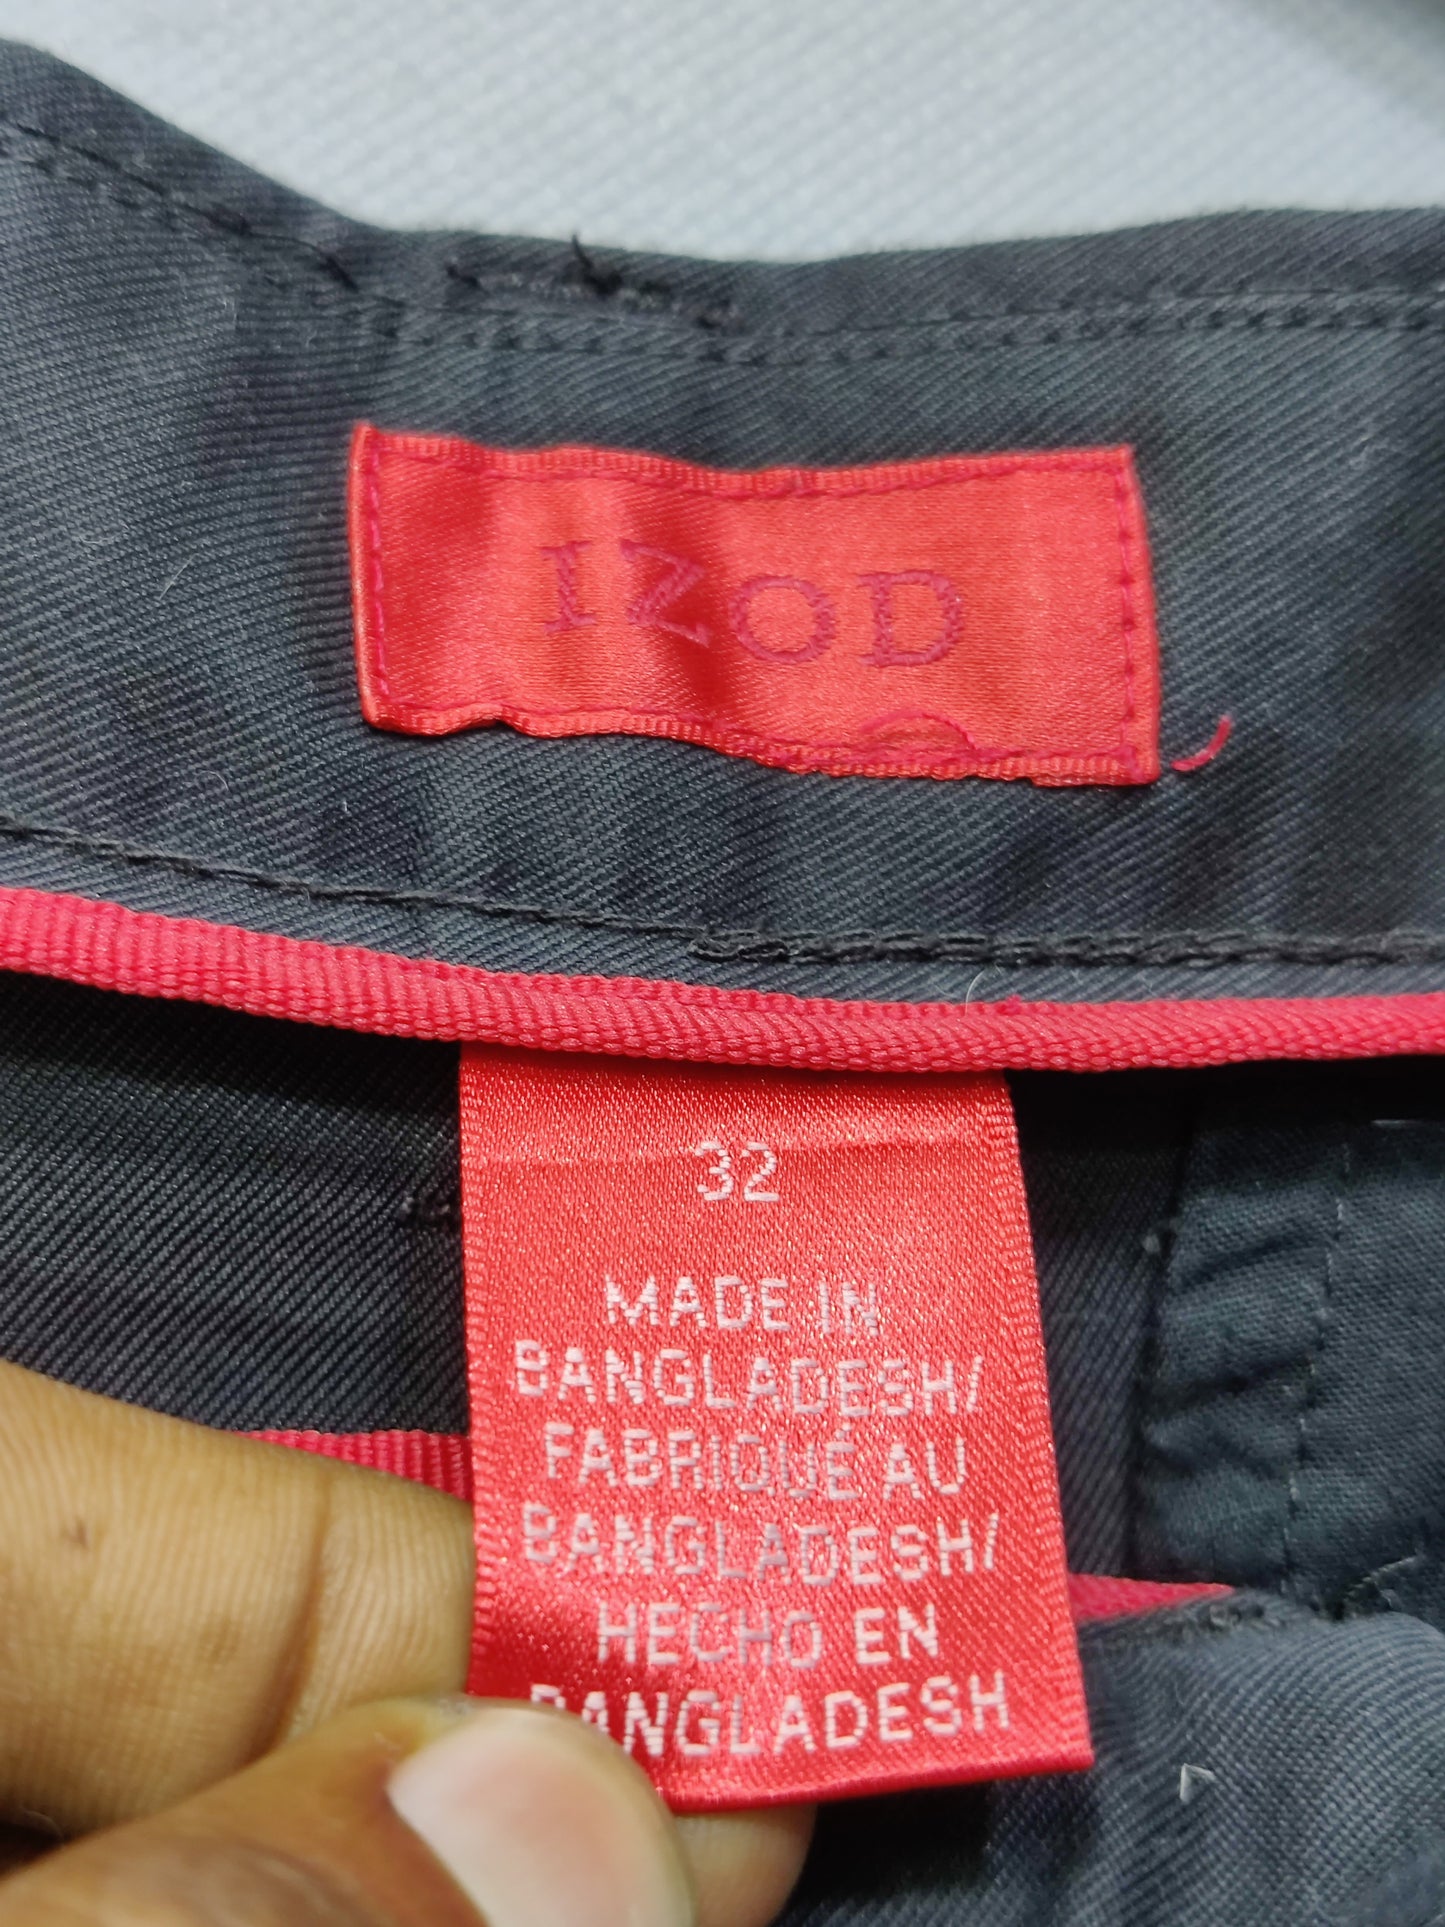 IZOD
32
MADE IN
BANGLADESH/
FABRIQUÉ AU
BANGLADESH/
HECHO EN
BANGLADESH